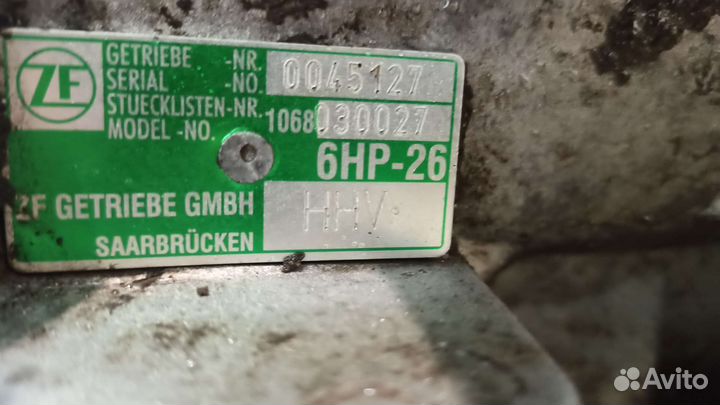 ZF
GETRIEBE -NR.
SERIAL -NO. 0045127
STUECKLISTEN-NR.
MODEL -NO. 1068030027
6HP-26
ZF GETRIEBE GMBH HHV
SAARBRÜCKEN
Avito